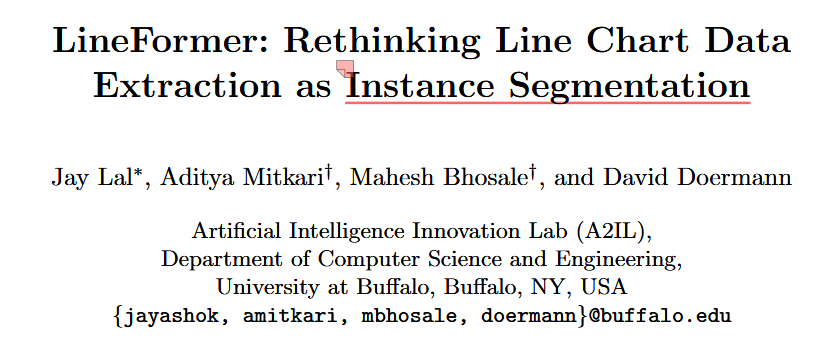 LineFormer: Rethinking Line Chart Data
Extraction as Instance Segmentation
Jay Lal*, Aditya Mitkari†, Mahesh Bhosale†, and David Doermann
Artificial Intelligence Innovation Lab (A2IL),
Department of Computer Science and Engineering,
University at Buffalo, Buffalo, NY, USA
{jayashok, amitkari, mbhosale, doermann}@buffalo.edu